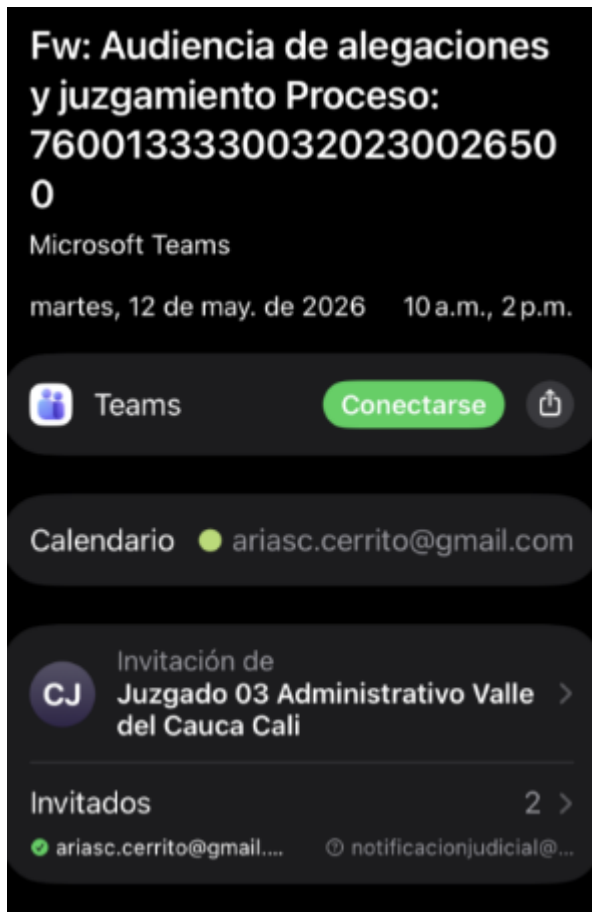 Fw: Audiencia de alegaciones
y juzgamiento Proceso:
7600133330032023002650
0
Microsoft Teams
martes, 12 de may. de 2026 10 a.m., 2 p.m.
Teams Conectarse
Calendario ariasc.cerrito@gmail.com
Invitación de
CJ Juzgado 03 Administrativo Valle
del Cauca Cali
Invitados 2
ariasc.cerrito@gmail.... notificacionjudicial@...